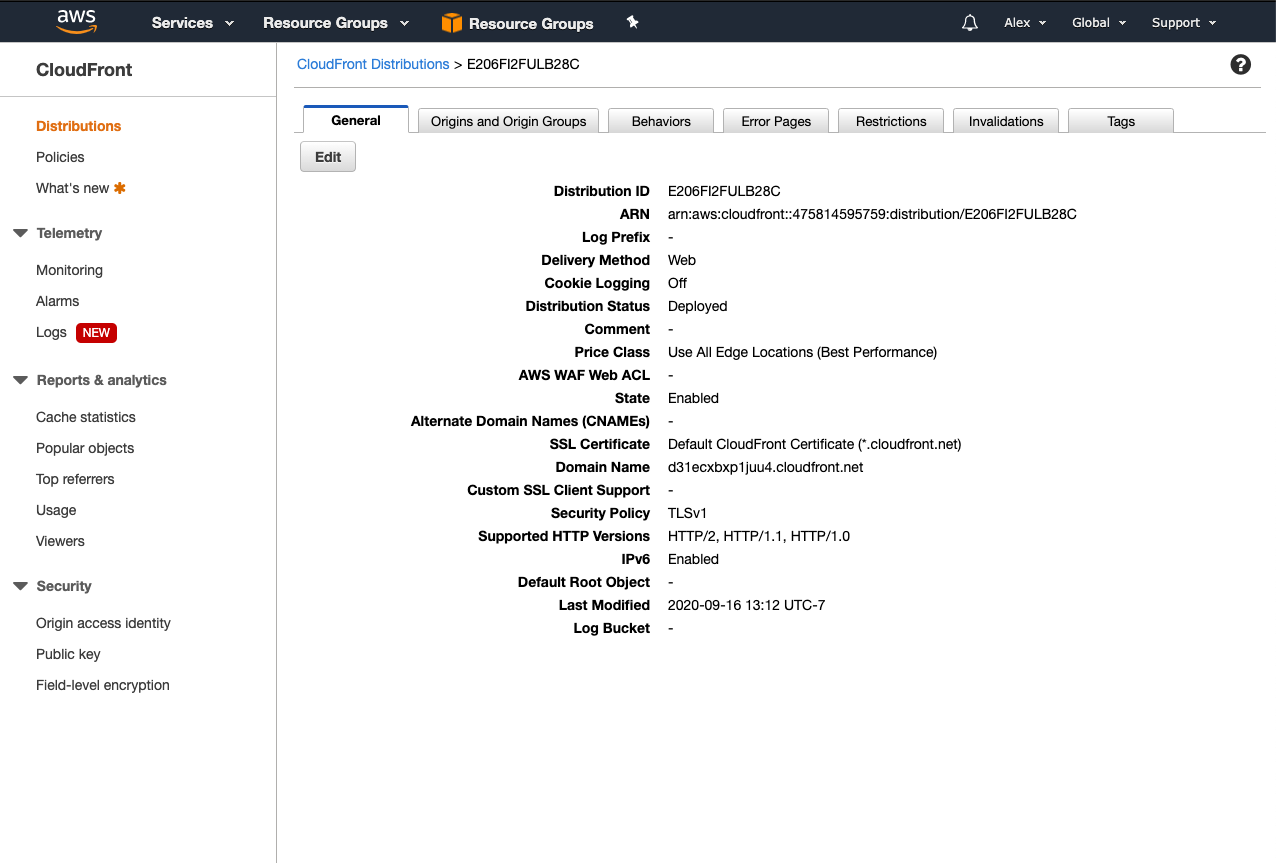 aws Services Resource Groups Resource Groups Alex Global Support
CloudFront
Distributions
Policies
What's new
Telemetry
Monitoring
Alarms
Logs NEW
Reports & analytics
Cache statistics
Popular objects
Top referrers
Usage
Viewers
Security
Origin access identity
Public key
Field-level encryption
CloudFront Distributions > E206FI2FULB28C ?
General Origins and Origin Groups Behaviors Error Pages Restrictions Invalidations Tags
Edit
Distribution ID E206FI2FULB28C
ARN arn:aws:cloudfront::475814595759:distribution/E206FI2FULB28C
Log Prefix -
Delivery Method Web
Cookie Logging Off
Distribution Status Deployed
Comment -
Price Class Use All Edge Locations (Best Performance)
AWS WAF Web ACL -
State Enabled
Alternate Domain Names (CNAMEs) -
SSL Certificate Default CloudFront Certificate (*.cloudfront.net)
Domain Name d31ecxbxp1juu4.cloudfront.net
Custom SSL Client Support -
Security Policy TLSv1
Supported HTTP Versions HTTP/2, HTTP/1.1, HTTP/1.0
IPv6 Enabled
Default Root Object -
Last Modified 2020-09-16 13:12 UTC-7
Log Bucket -